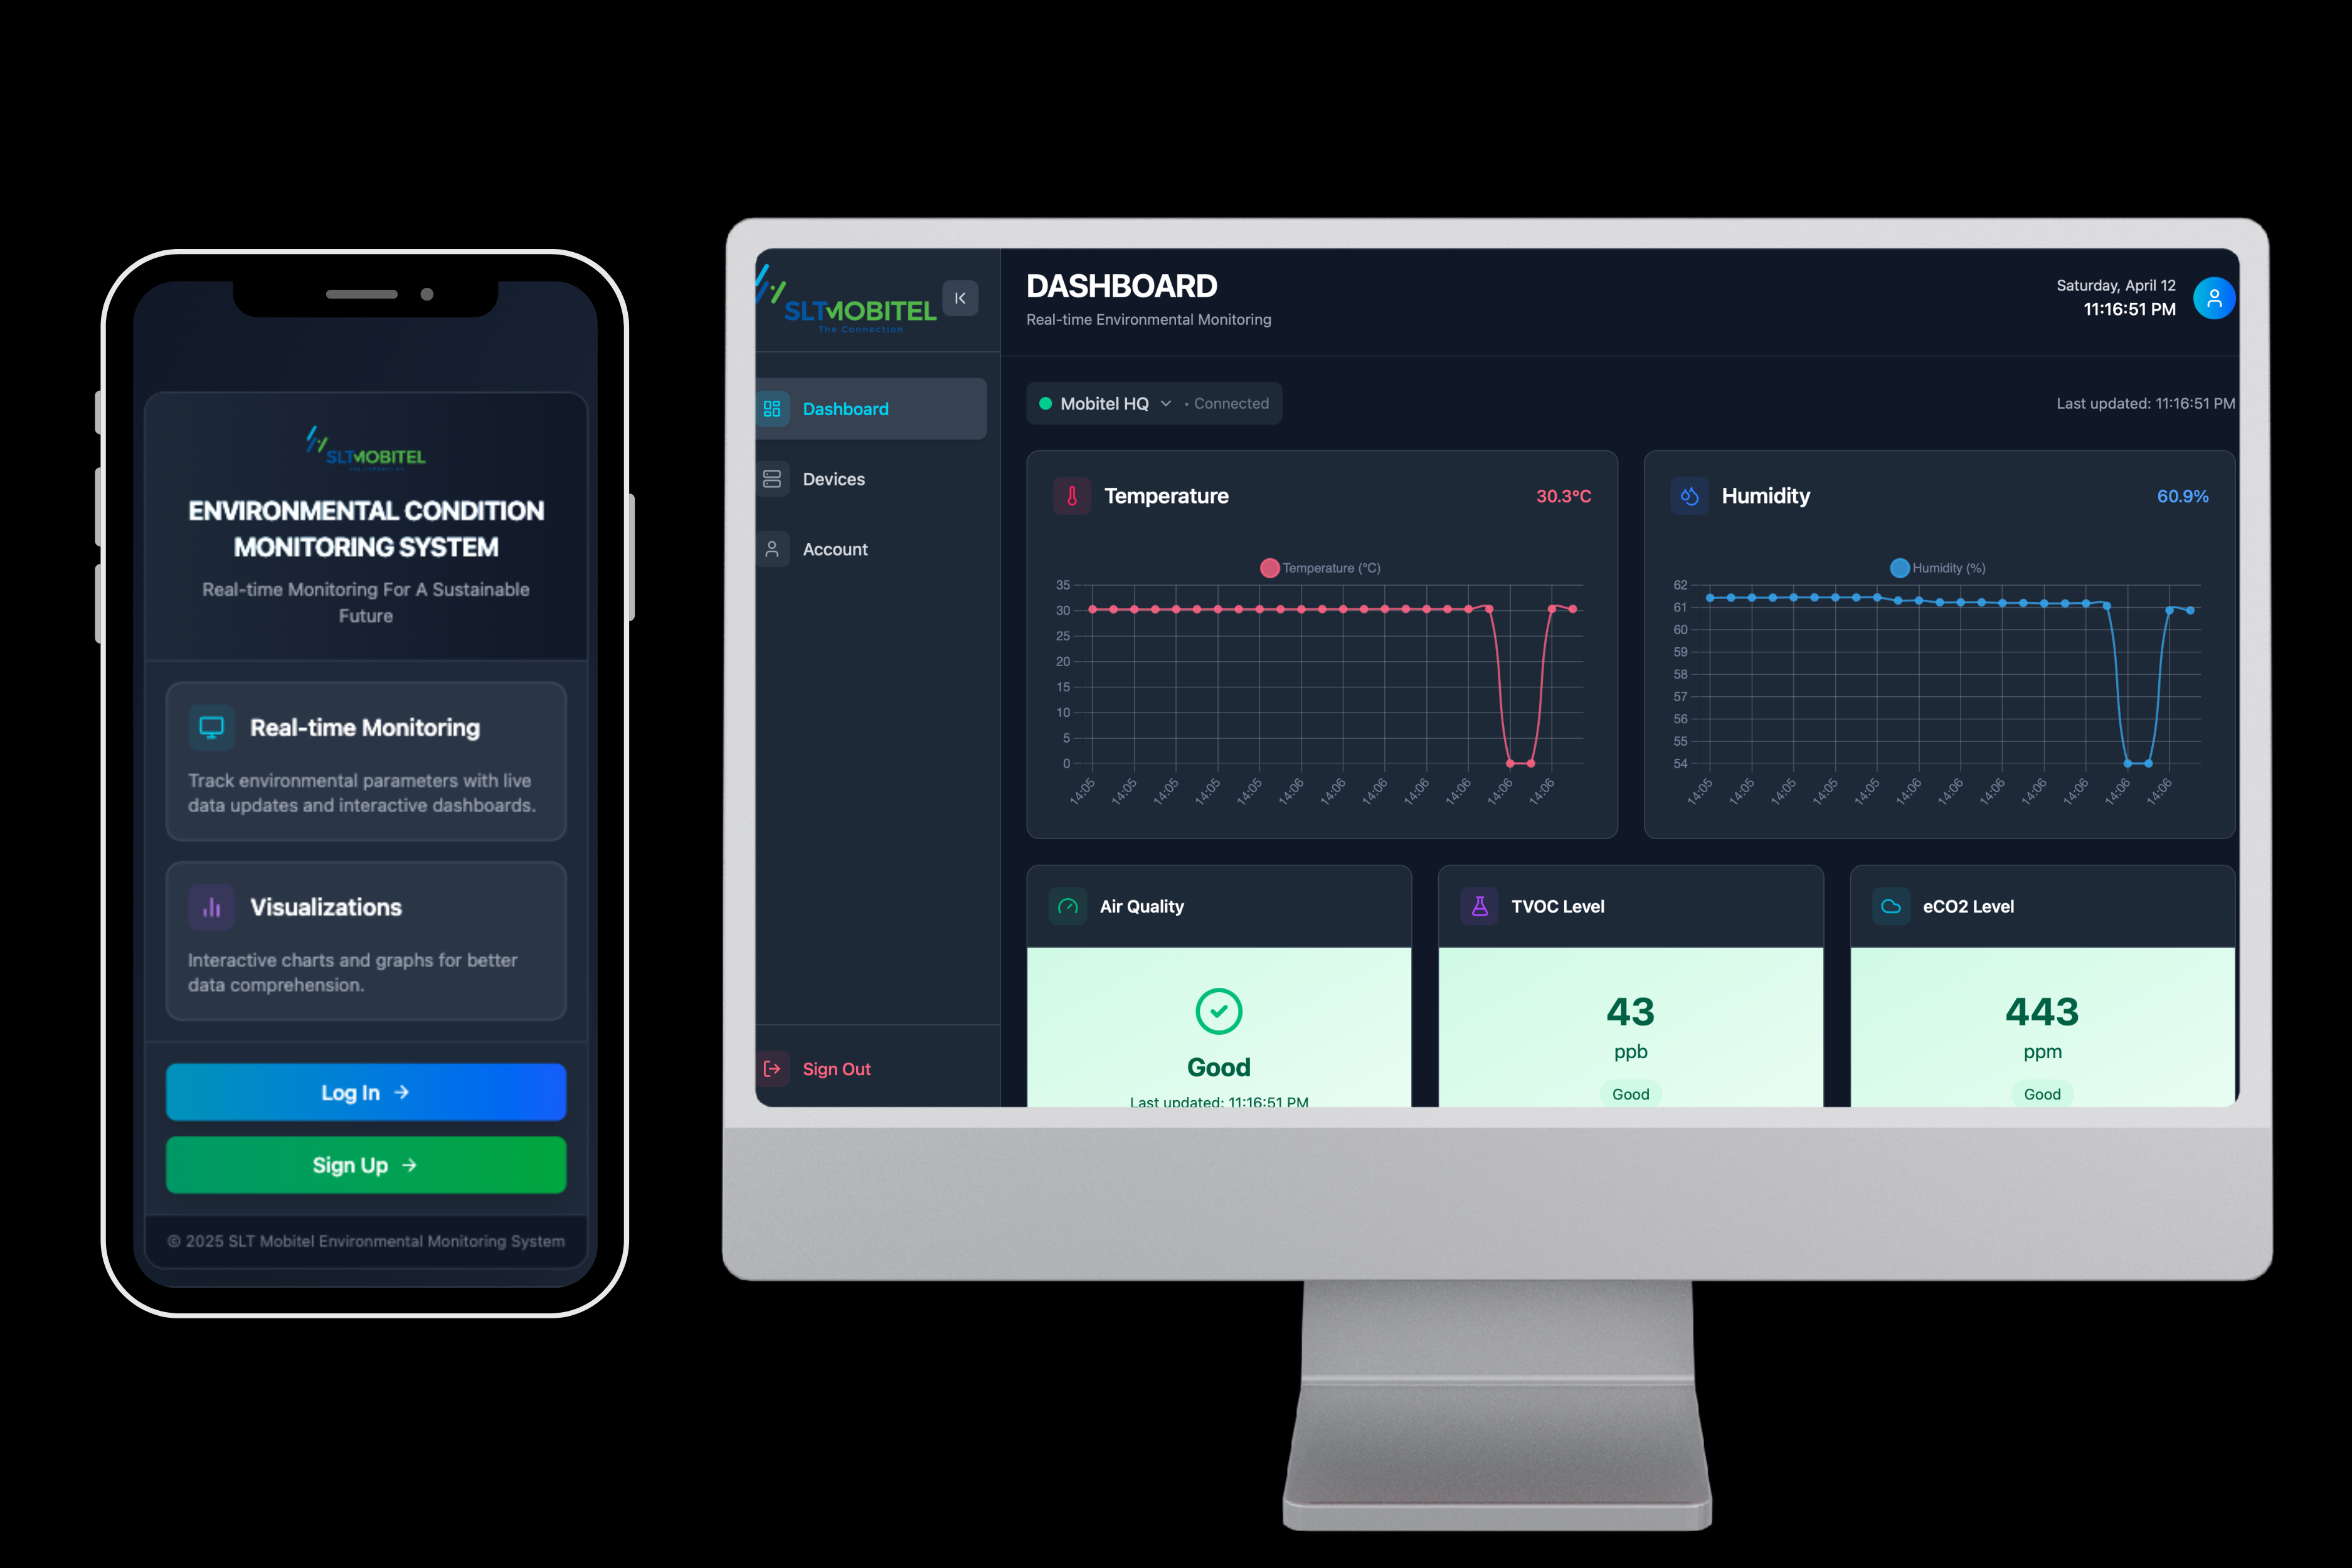 SLTMOBITEL
ENVIRONMENTAL CONDITION
MONITORING SYSTEM
Real-time Monitoring For A Sustainable
Future
Real-time Monitoring
Track environmental parameters with live
data updates and interactive dashboards.
Visualizations
Interactive charts and graphs for better
data comprehension.
Log In →
Sign Up →
© 2025 SLT Mobitel Environmental Monitoring System
SLTMOBITEL
The Connection
Dashboard
Devices
Account
Sign Out
DASHBOARD
Real-time Environmental Monitoring
Saturday, April 12
11:16:51 PM
Mobitel HQ • Connected
Last updated: 11:16:51 PM
Temperature 30.3°C
Temperature (°C)
35
30
25
20
15
10
5
0
14:05 14:05 14:05 14:05 14:05 14:06 14:06 14:06 14:06 14:06 14:06 14:06
Humidity 60.9%
Humidity (%)
62
61
60
59
58
57
56
55
54
14:05 14:05 14:05 14:05 14:05 14:06 14:06 14:06 14:06 14:06 14:06 14:06
Air Quality
Good
Last updated: 11:16:51 PM
TVOC Level
43
ppb
Good
eCO2 Level
443
ppm
Good